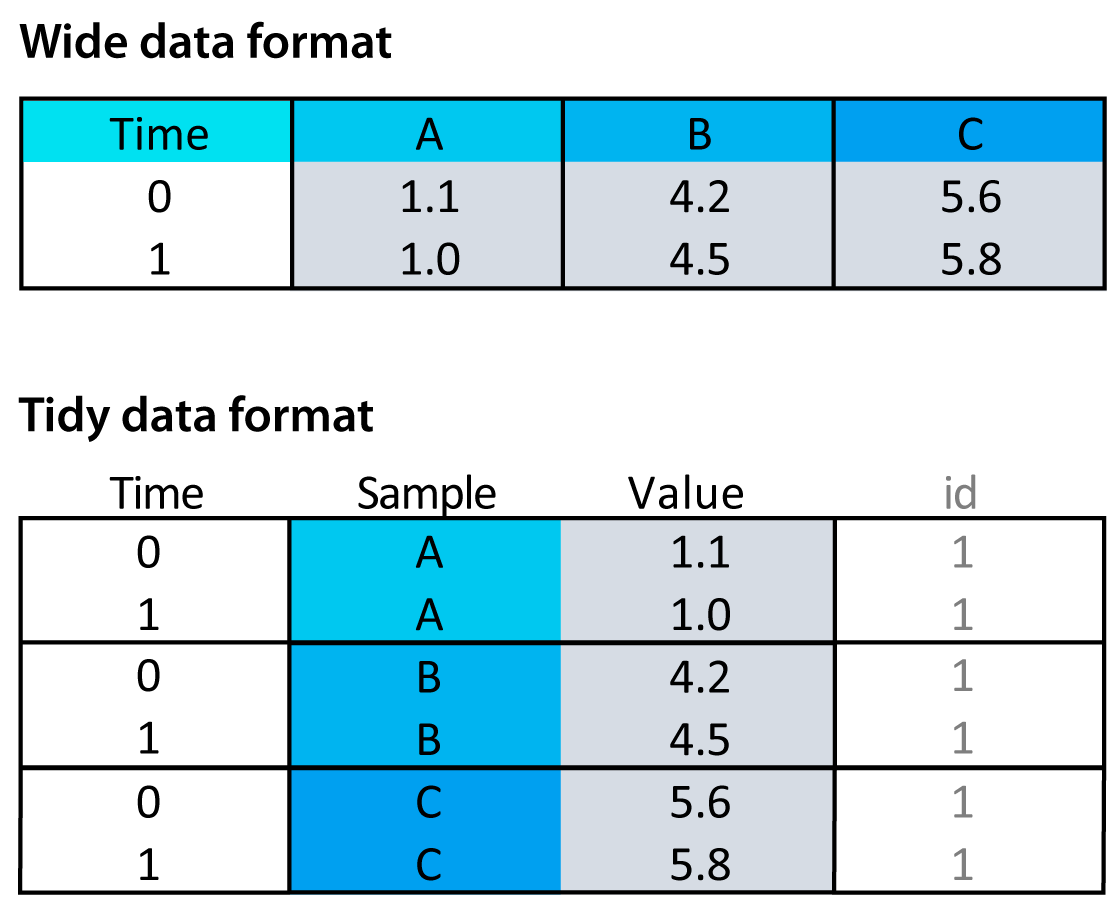 Wide data format
Time A B C
0 1.1 4.2 5.6
1 1.0 4.5 5.8
Tidy data format
Time Sample Value id
0 A 1.1 1
1 A 1.0 1
0 B 4.2 1
1 B 4.5 1
0 C 5.6 1
1 C 5.8 1